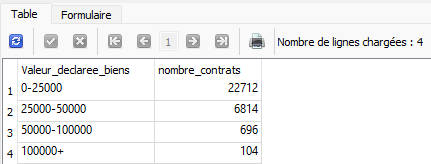 Table Formulaire
1 Nombre de lignes chargées : 4
Valeur_declaree_biens nombre_contrats
1 0-25000 22712
2 25000-50000 6814
3 50000-100000 696
4 100000+ 104